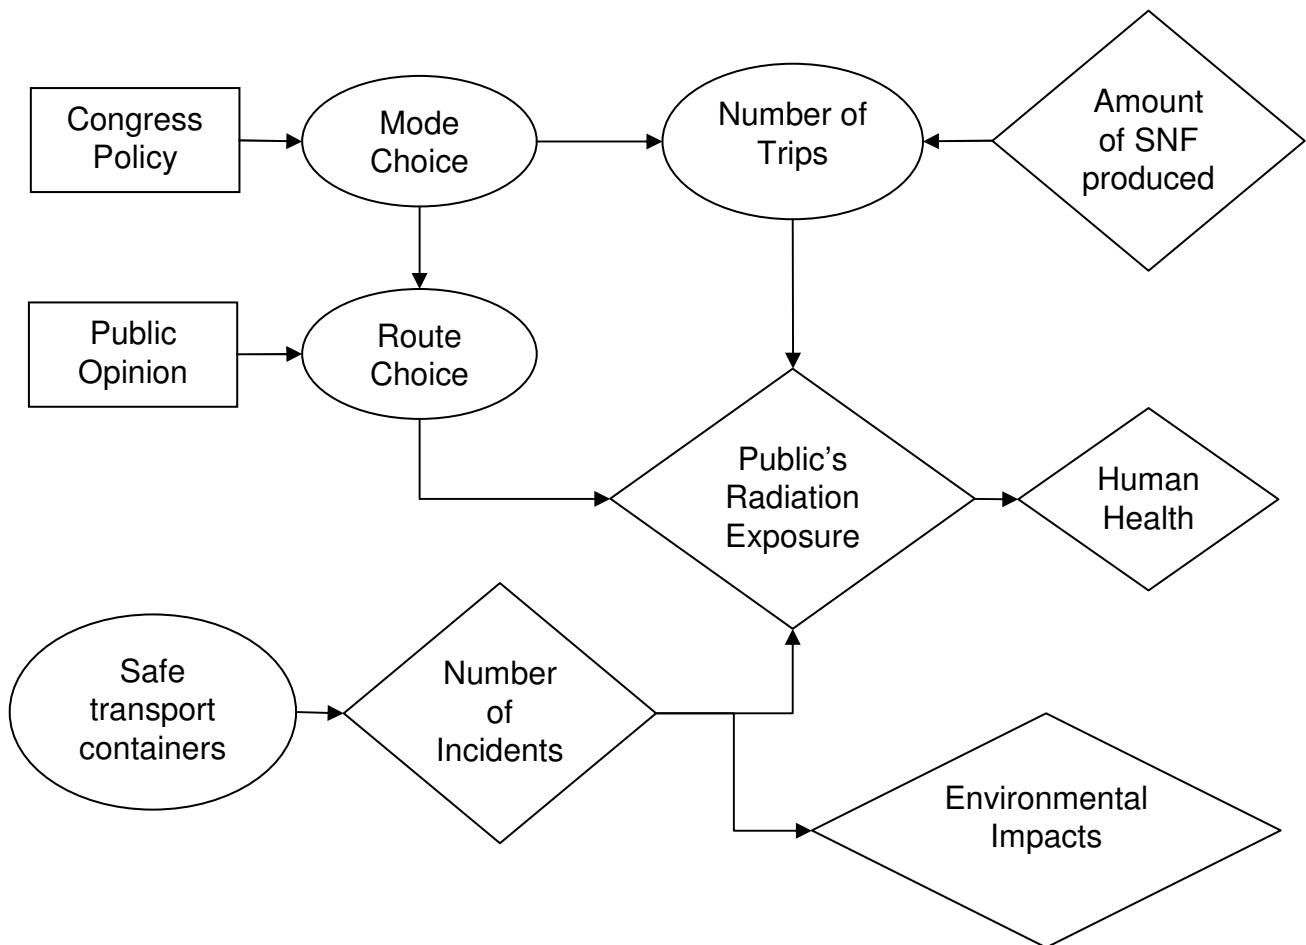 Congress
Policy
Mode
Choice
Number of
Trips
Amount
of SNF
produced
Public
Opinion
Route
Choice
Public’s
Radiation
Exposure
Human
Health
Safe
transport
containers
Number
of
Incidents
Environmental
Impacts